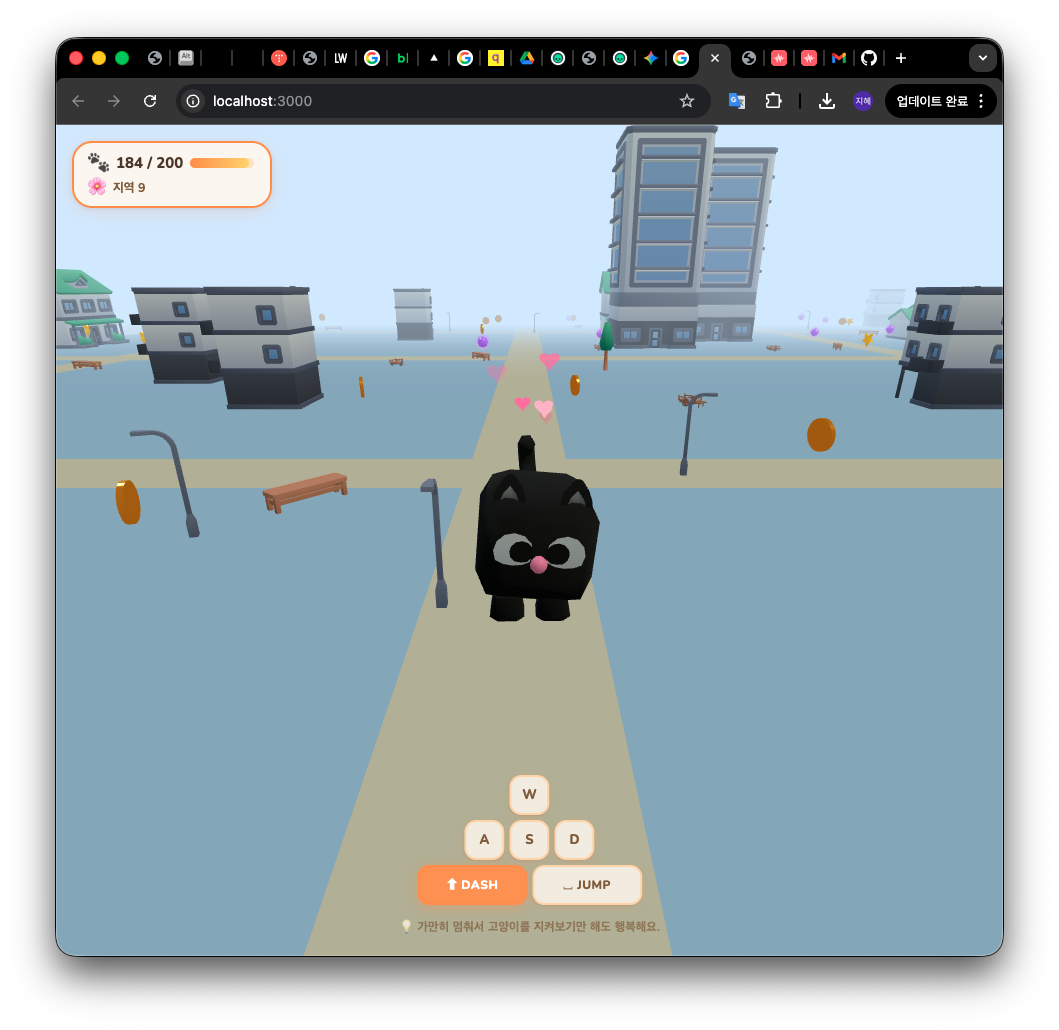 Alt
LW
b|
q
localhost:3000
지혜
업데이트 완료
184 / 200
지역 9
W
A S D
⬆ DASH
⎵ JUMP
가만히 멈춰서 고양이를 지켜보기만 해도 행복해요.